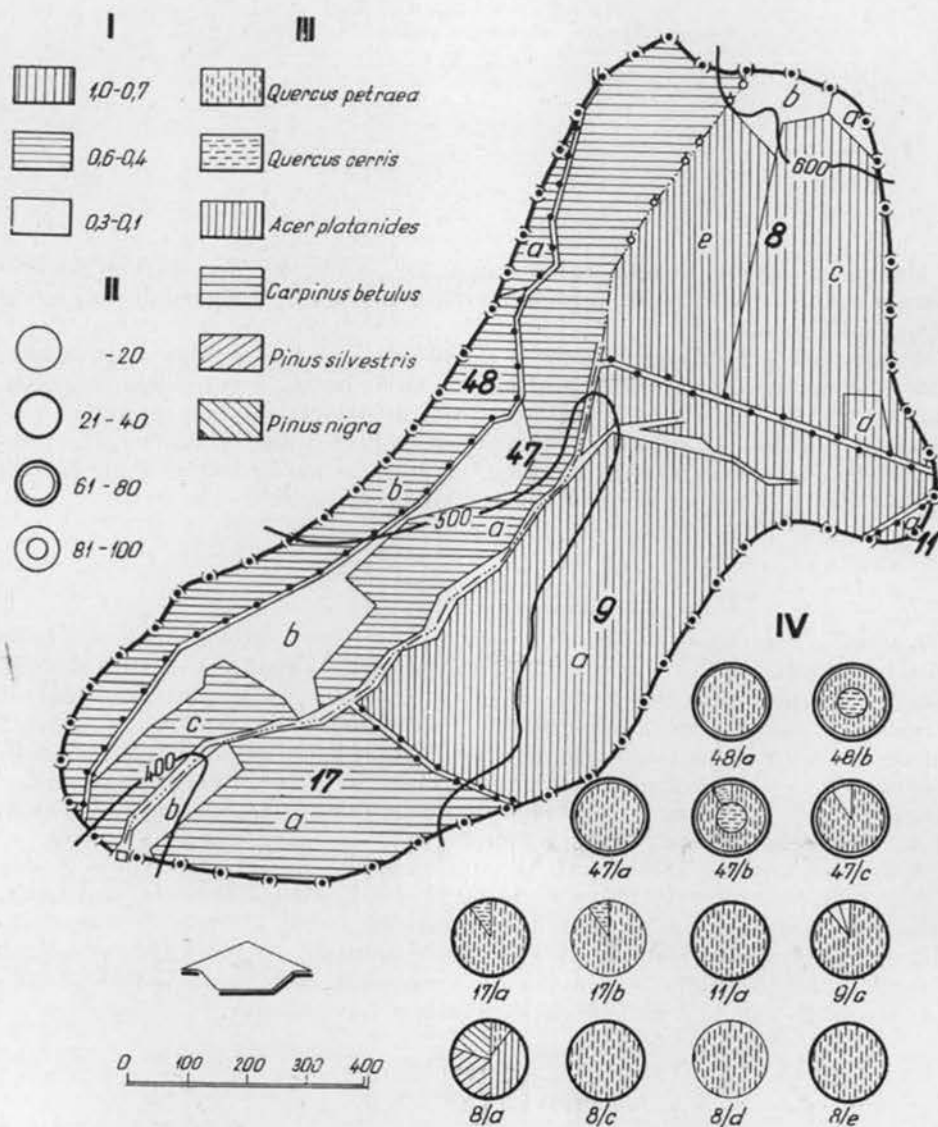 I
1,0-0,7
0,6-0,4
0,3-0,1
II
-20
21-40
61-80
81-100
III
Quercus petraea
Quercus cerris
Acer platanides
Carpinus betulus
Pinus silvestris
Pinus nigra
b
a
600
8
e
c
a
48
47
d
b
500
a
a
11
9
b
a
c
400
17
b
a
IV
48/a 48/b
47/a 47/b 47/c
17/a 17/b 11/a 9/a
8/a 8/c 8/d 8/e
0 100 200 300 400